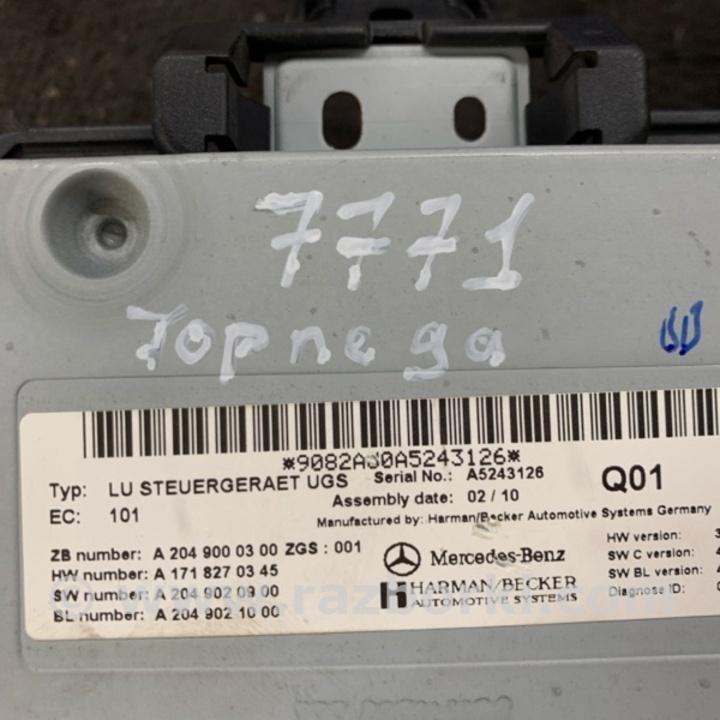 7771
Торпеда
*9082AJ0A5243126*
Typ: LU STEUERGERAET UGS Serial No.: A5243126
EC: 101 Assembly date: 02/10 Q01
Manufactured by: Harman/Becker Automotive Systems Germany
ZB number: A 204 900 03 00 ZGS : 001
HW number: A 171 827 03 45
SW number: A 204 902 09 00
BL number: A 204 902 10 00
Mercedes-Benz
HARMAN/BECKER
AUTOMOTIVE SYSTEMS
HW version:
SW C version:
SW BL version:
Diagnose ID: